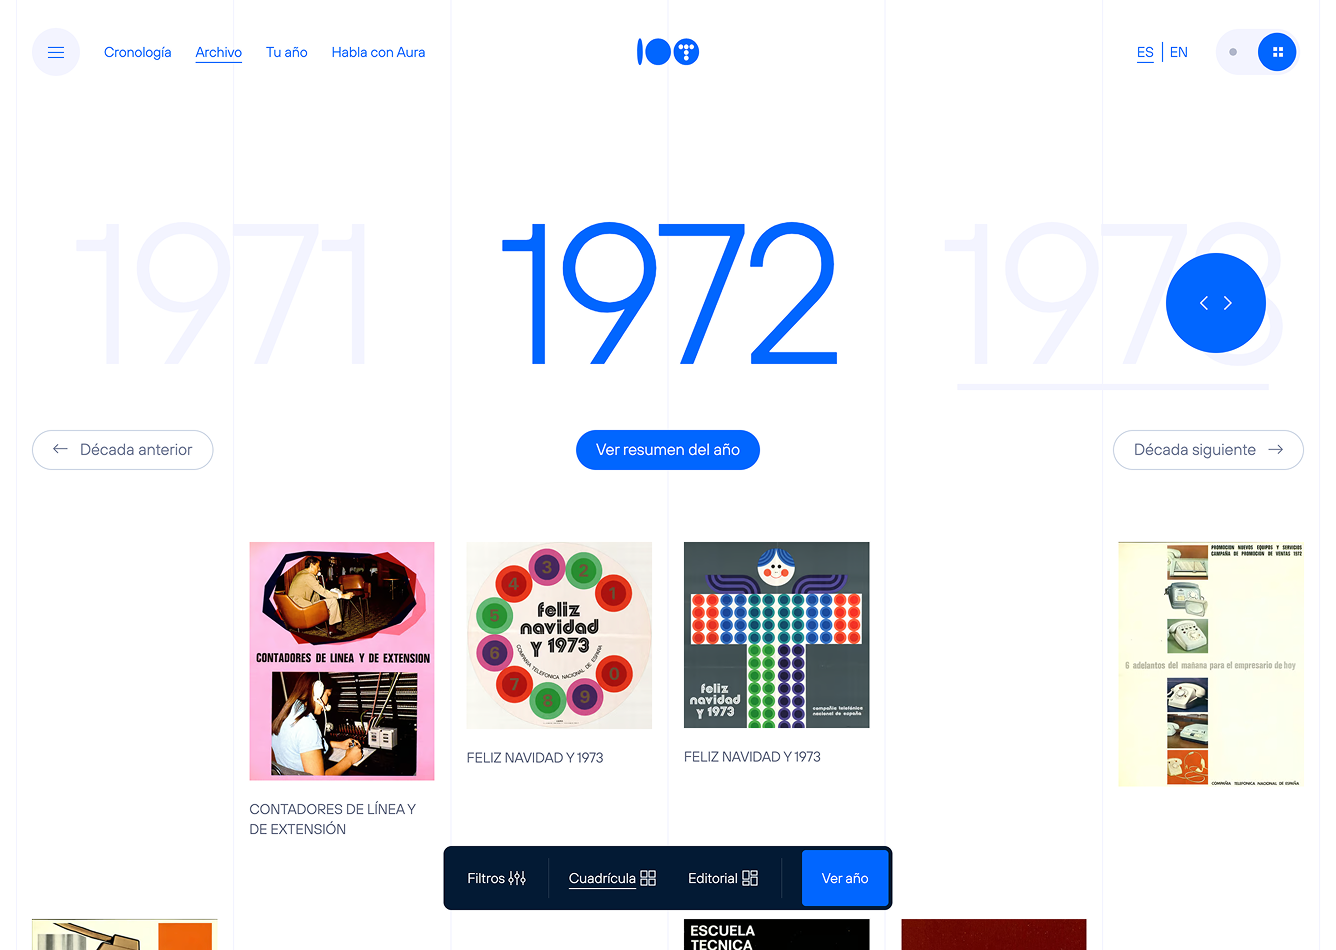 Cronología
Archivo
Tu año
Habla con Aura
ES | EN
1971
1972
1973
← Década anterior
Ver resumen del año
Década siguiente →
CONTADORES DE LINEA Y DE EXTENSION
CONTADORES DE LÍNEA Y
DE EXTENSIÓN
3
2
1
4
5
6
7
8
9
0
feliz
navidad
y 1973
COMPAÑIA TELEFONICA NACIONAL DE ESPAÑA
FELIZ NAVIDAD Y 1973
feliz
navidad
y 1973
compañia telefónica
nacional de españa
FELIZ NAVIDAD Y 1973
PROMOCION NUEVOS EQUIPOS Y SERVICIOS
CAMPAÑA DE PROMOCION DE VENTAS 1972
6 adelantos del mañana para el empresario de hoy
COMPAÑIA TELEFONICA NACIONAL DE ESPAÑA
Filtros
Cuadrícula
Editorial
Ver año
ESCUELA
TECNICA